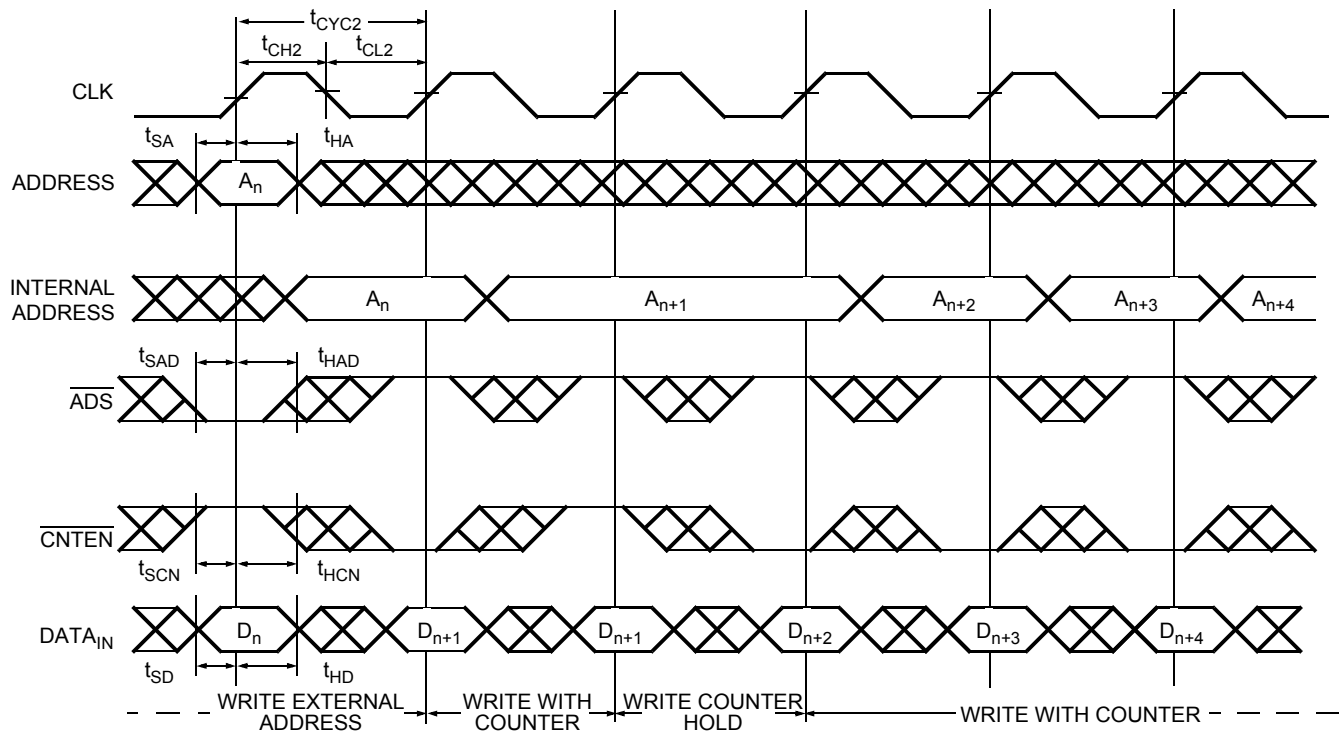 tCYC2
tCH2 tCL2
CLK
tSA tHA
ADDRESS An
INTERNAL
ADDRESS An An+1 An+2 An+3 An+4
tSAD tHAD
ADS
CNTEN
tSCN tHCN
DATAIN Dn Dn+1 Dn+1 Dn+2 Dn+3 Dn+4
tSD tHD
WRITE EXTERNAL
ADDRESS
WRITE WITH
COUNTER
WRITE COUNTER
HOLD
WRITE WITH COUNTER